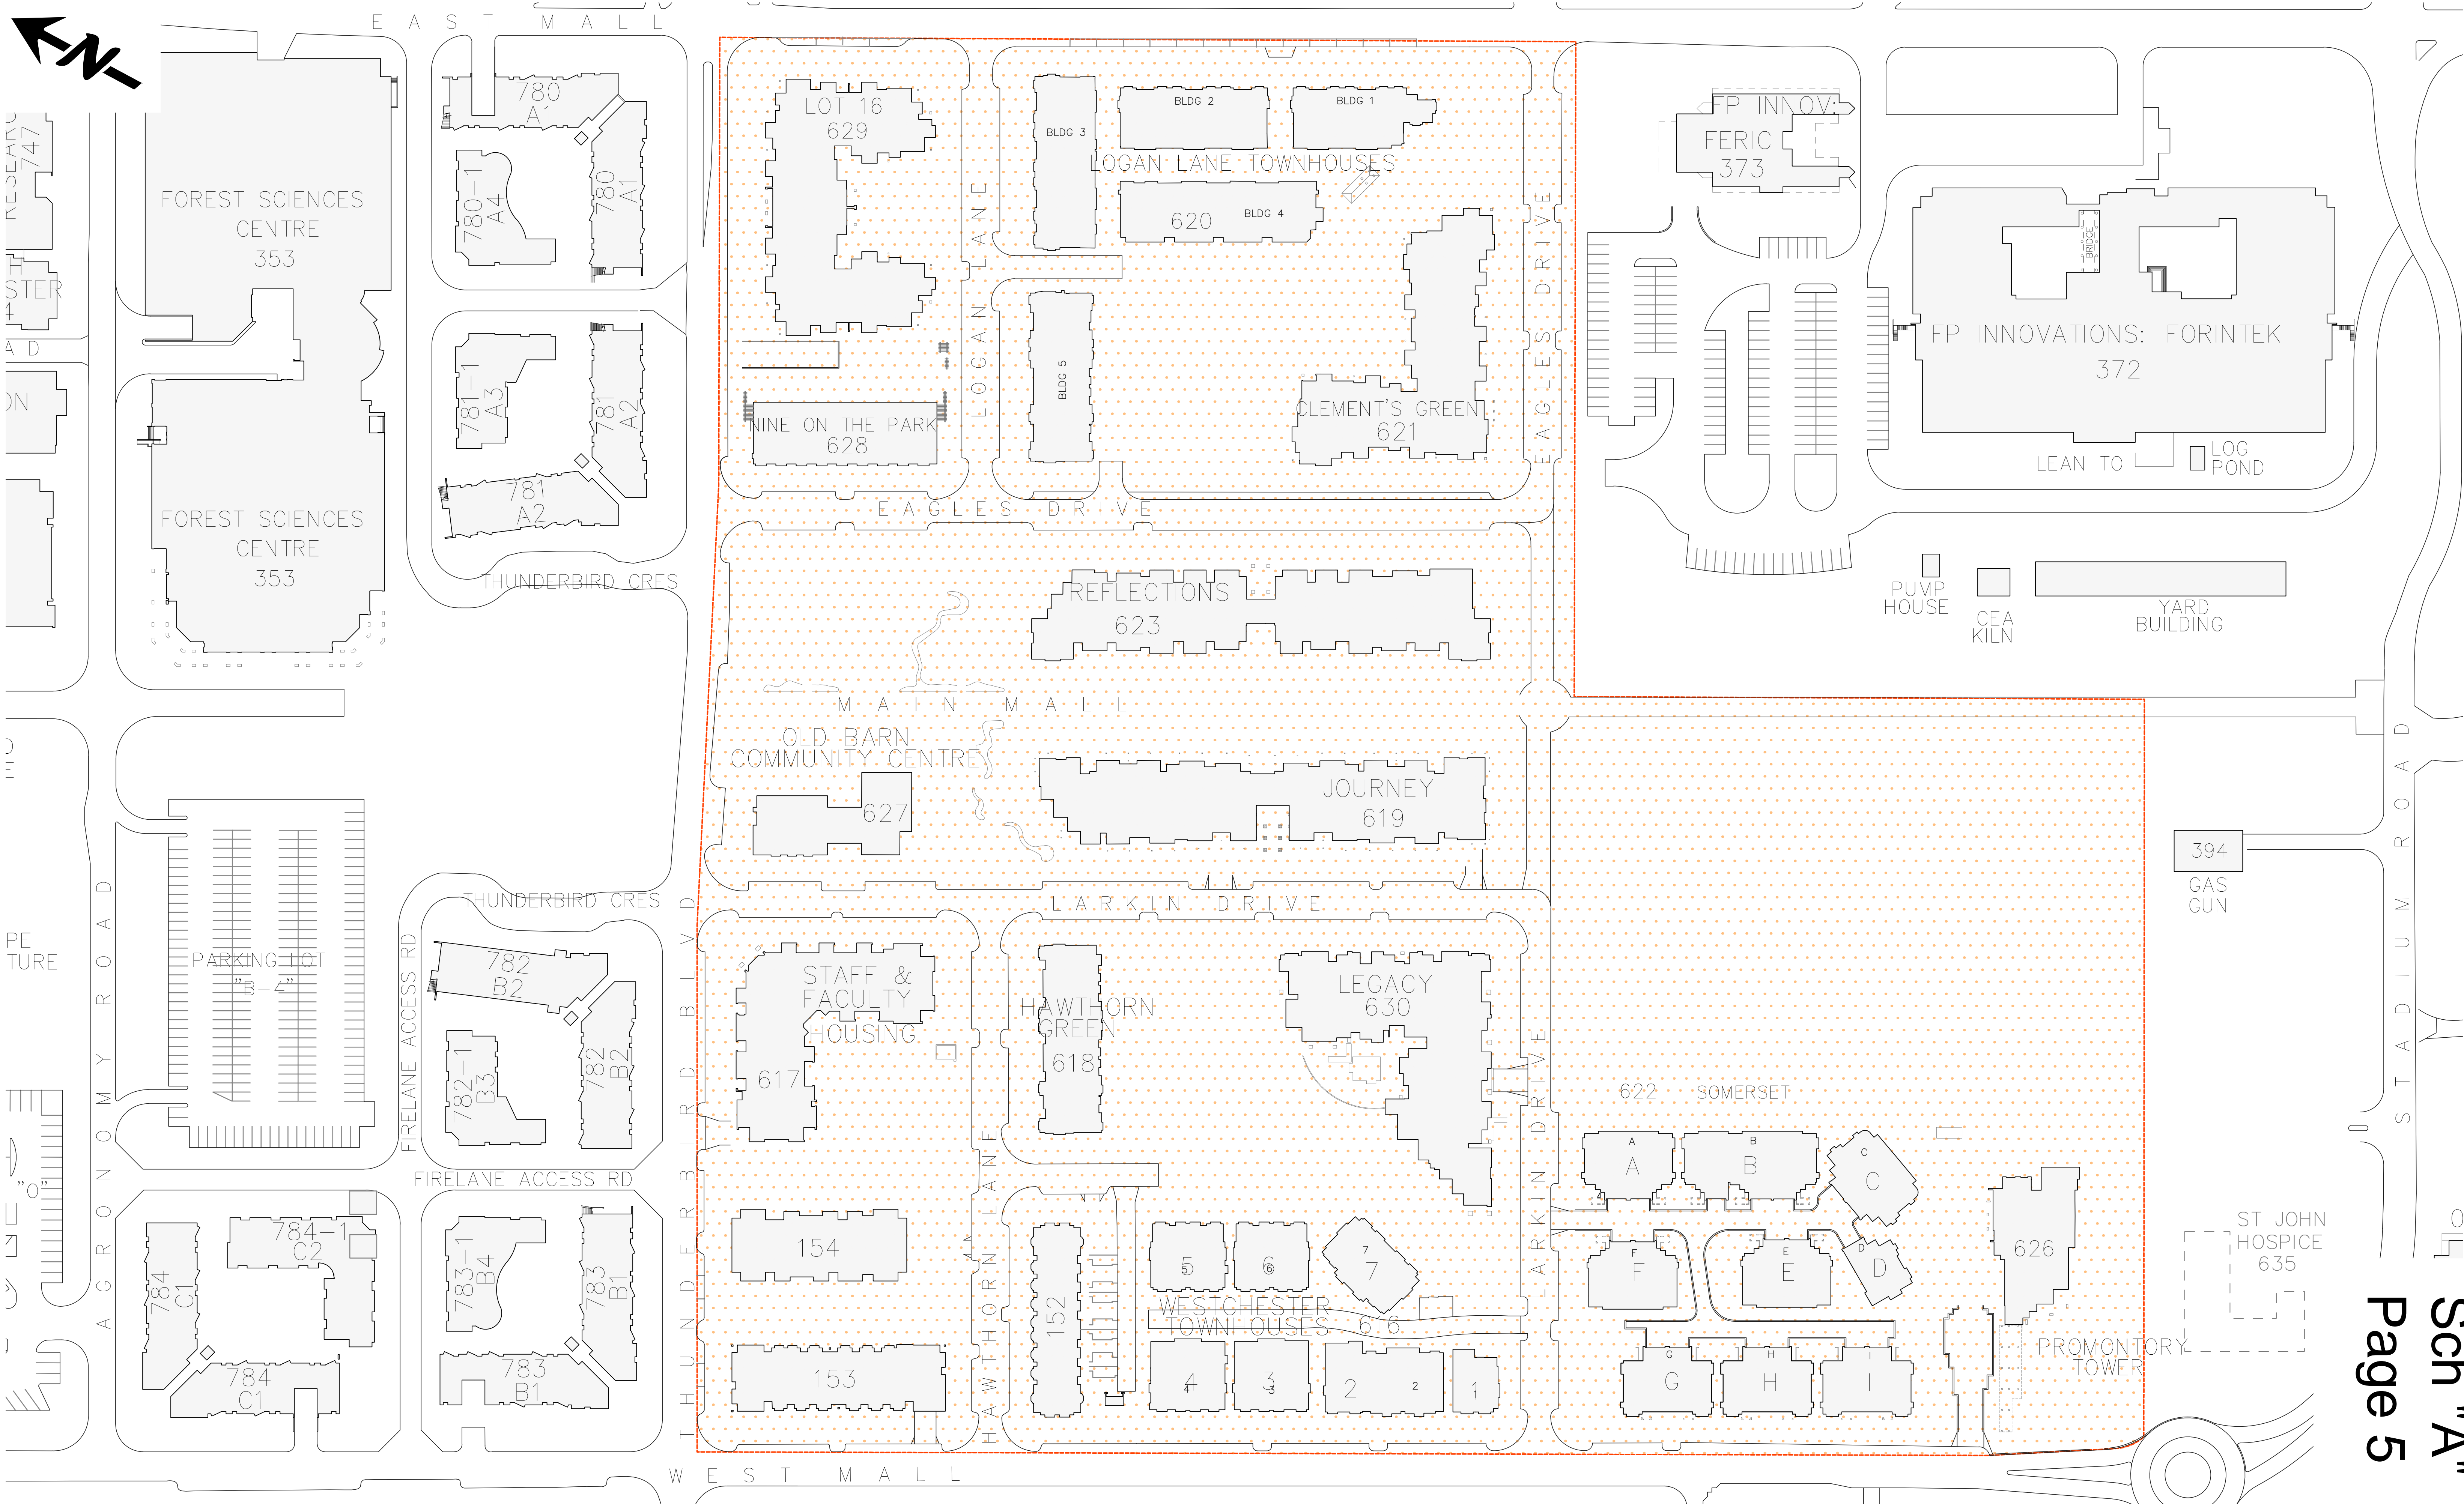 EAST MALL
N
747
FOREST SCIENCES
CENTRE
353
780
A1
780-1
A4
780
A1
781-1
A3
781
A2
781
A2
FOREST SCIENCES
CENTRE
353
THUNDERBIRD CRES
LOT 16
629
LOGAN LANE
NINE ON THE PARK
628
BLDG 3
BLDG 2
BLDG 1
LOGAN LANE TOWNHOUSES
620
BLDG 4
BLDG 5
CLEMENT'S GREEN
621
EAGLES DRIVE
EAGLES DRIVE
FP INNOV:
FERIC
373
BRIDGE
FP INNOVATIONS: FORINTEK
372
LEAN TO
LOG
POND
PUMP
HOUSE
CEA
KILN
YARD
BUILDING
REFLECTIONS
623
MAIN MALL
OLD BARN
COMMUNITY CENTRE
627
JOURNEY
619
LARKIN DRIVE
STADIUM ROAD
394
GAS
GUN
AGRONOMY ROAD
PARKING LOT
"B-4"
THUNDERBIRD CRES
FIRELANE ACCESS RD
782
B2
782-1
B3
782
B2
FIRELANE ACCESS RD
THUNDERBIRD BLVD
STAFF &
FACULTY
HOUSING
617
HAWTHORN
GREEN
618
LEGACY
630
HAWTHORN LANE
LARKIN DRIVE
622 SOMERSET
A
A
B
B
C
C
D
D
E
E
F
F
G
G
H
H
I
I
626
PROMONTORY
TOWER
ST JOHN
HOSPICE
635
"O"
784
C1
784-1
C2
784
C1
783-1
B4
783
B1
783
B1
154
153
152
5
5
6
6
7
7
WESTCHESTER
TOWNHOUSES 616
4
4
3
3
2
2
1
1
WEST MALL
Sch "A"
Page 5